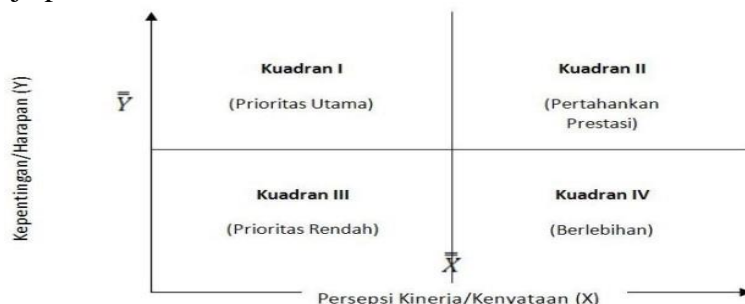 Kuadran I
(Prioritas Utama)
Kuadran II
(Pertahankan
Prestasi)
Kepentingan/Harapan (Y)
Y
Kuadran III
(Prioritas Rendah)
Kuadran IV
(Berlebihan)
X
Persepsi Kinerja/Kenyataan (X)